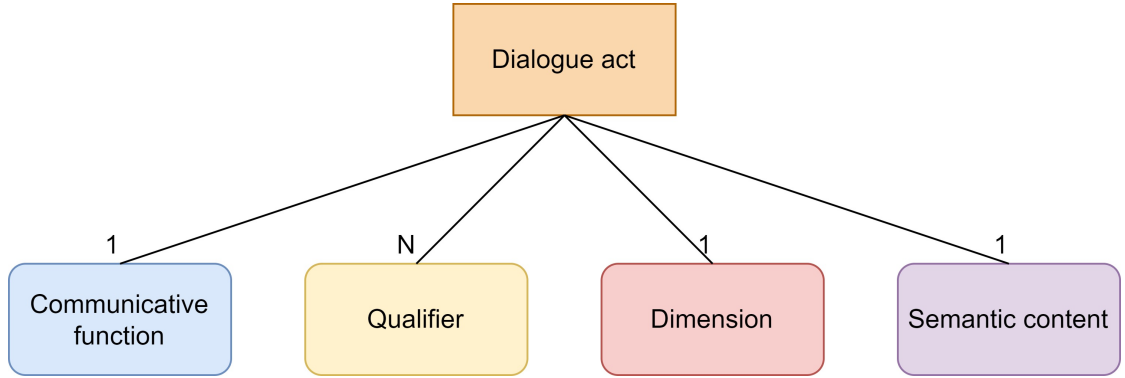 Dialogue act
1
N
1
1
Communicative
function
Qualifier
Dimension
Semantic content